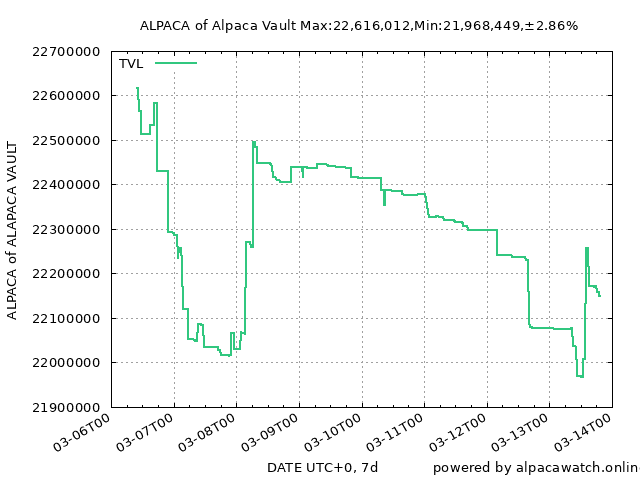 ALPACA of Alpaca Vault Max:22,616,012,Min:21,968,449,±2.86%
TVL
22700000
22600000
22500000
22400000
22300000
22200000
22100000
22000000
21900000
ALPACA of ALAPACA VAULT
03-06T00
03-07T00
03-08T00
03-09T00
03-10T00
03-11T00
03-12T00
03-13T00
03-14T00
DATE UTC+0, 7d
powered by alpacawatch.onlin